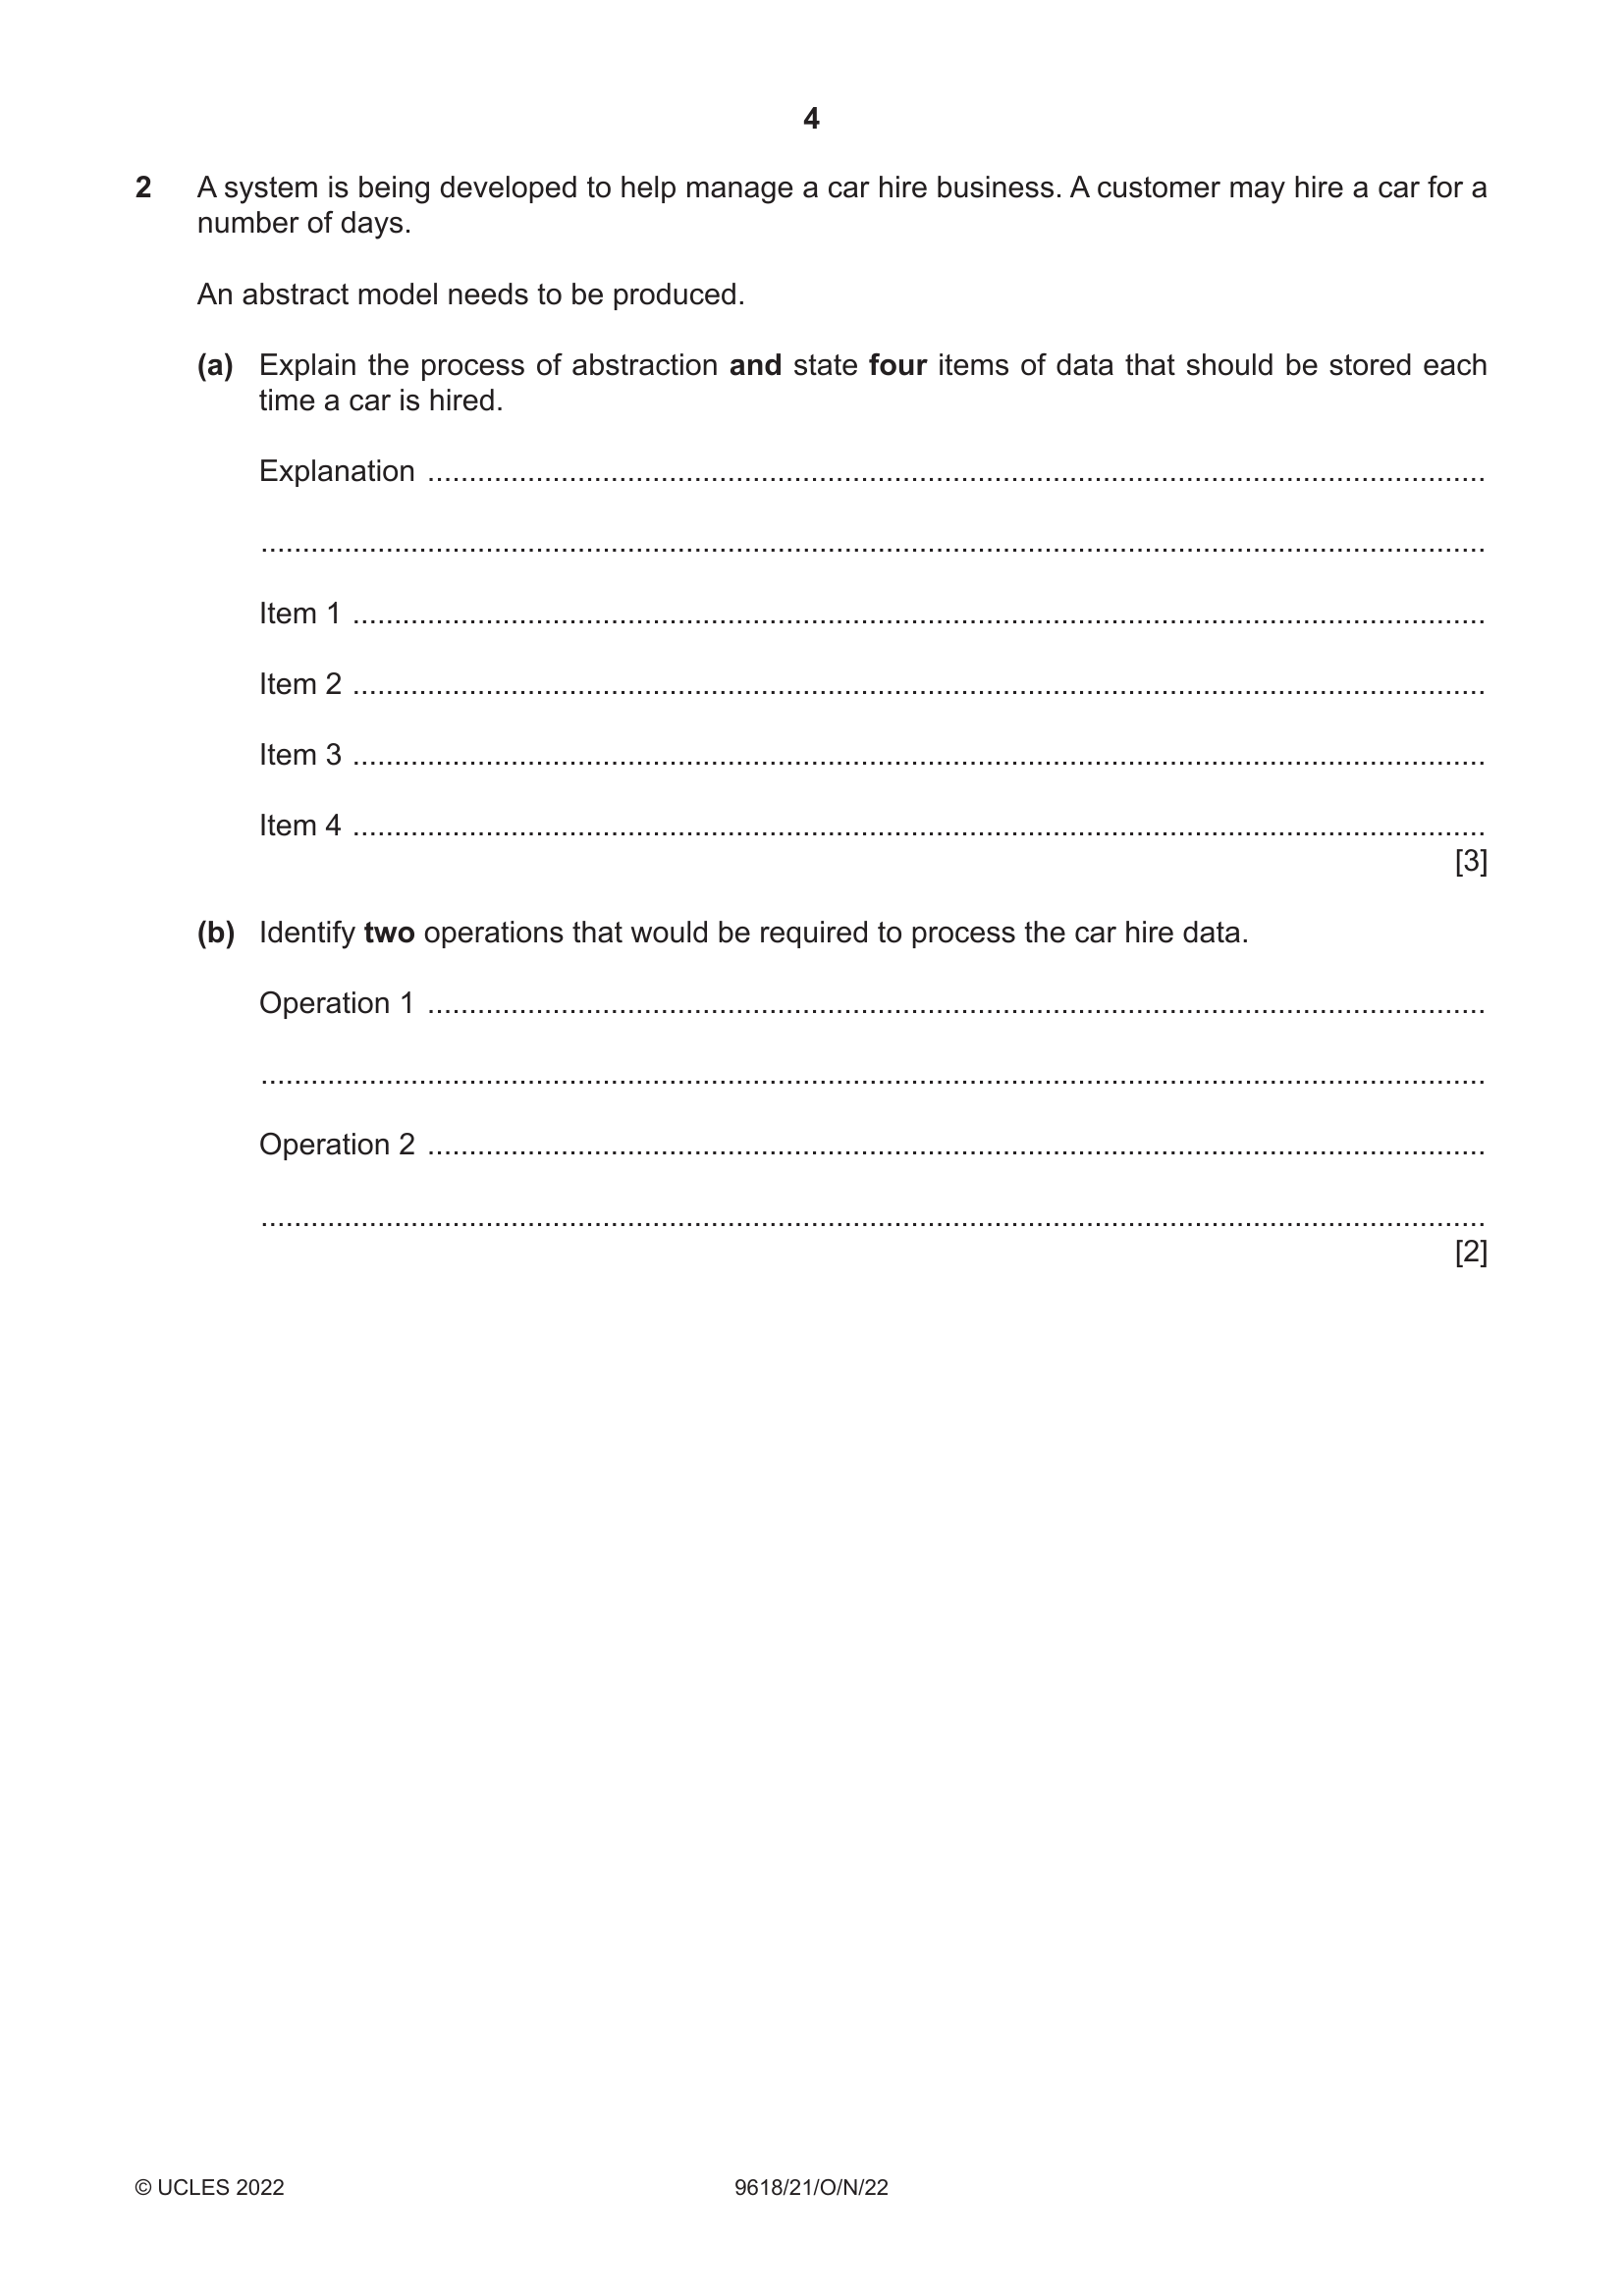 4
2 A system is being developed to help manage a car hire business. A customer may hire a car for a
number of days.
An abstract model needs to be produced.
(a) Explain the process of abstraction and state four items of data that should be stored each
time a car is hired.
Explanation ....................................................................................................
....................................................................................................
Item 1 ....................................................................................................
Item 2 ....................................................................................................
Item 3 ....................................................................................................
Item 4 ....................................................................................................
[3]
(b) Identify two operations that would be required to process the car hire data.
Operation 1 ....................................................................................................
....................................................................................................
Operation 2 ....................................................................................................
....................................................................................................
[2]
© UCLES 2022 9618/21/O/N/22